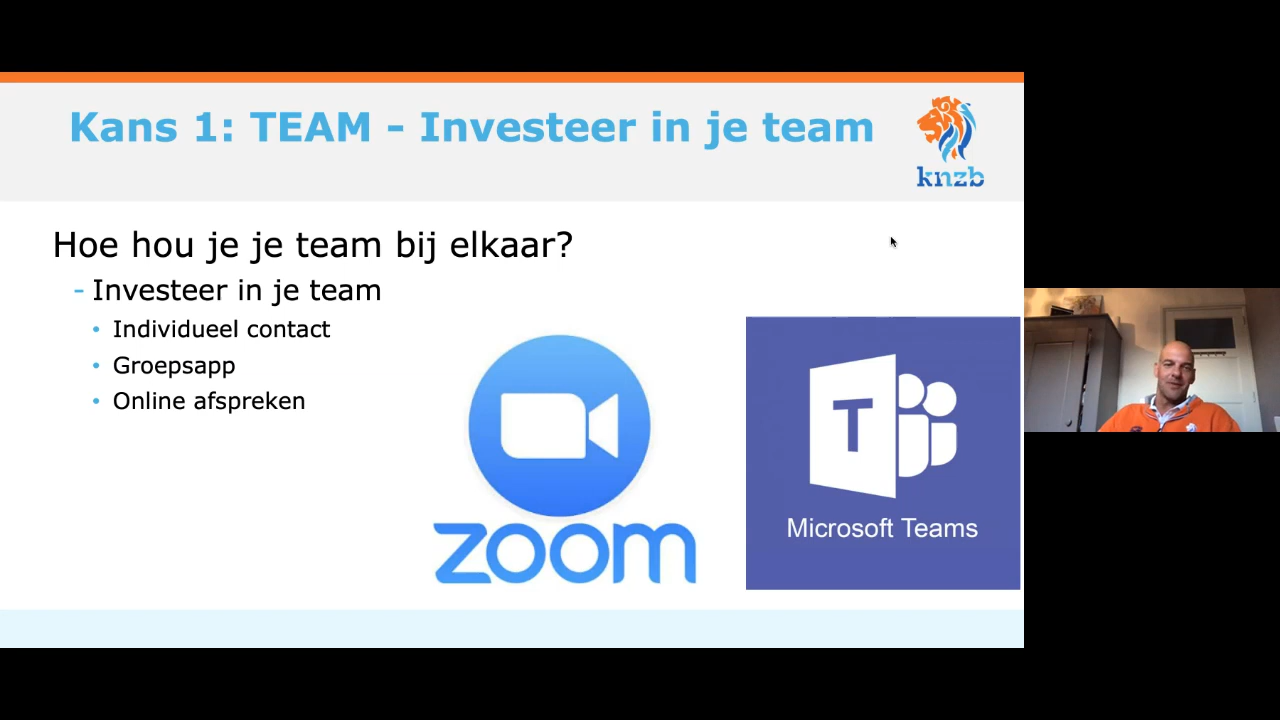 Kans 1: TEAM - Investeer in je team
knzb
Hoe hou je je team bij elkaar?
- Investeer in je team
• Individueel contact
• Groepsapp
• Online afspreken
zoom
T
Microsoft Teams